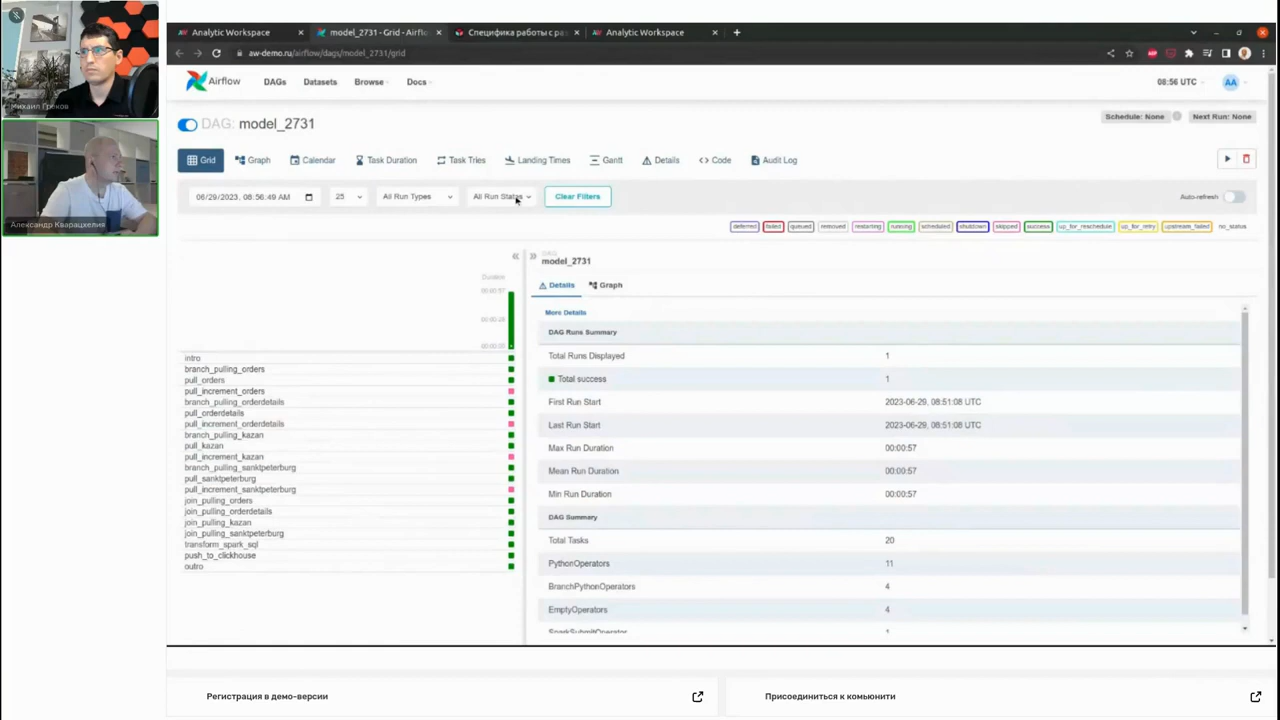 Михаил Греков
Александр Кварацхелия
Analytic Workspace
model_2731 - Grid - Airflo
Специфика работы с ра
Analytic Workspace
aw-demo.ru/airflow/dags/model_2731/grid
Airflow
DAGs
Datasets
Browse
Docs
08:56 UTC
AA
DAG: model_2731
Schedule: None
Next Run: None
Grid
Graph
Calendar
Task Duration
Task Tries
Landing Times
Gantt
Details
Code
Audit Log
06/29/2023, 08:56:49 AM
25
All Run Types
All Run States
Clear Filters
Auto-refresh
deferred
failed
queued
removed
restarting
running
scheduled
shutdown
skipped
success
up_for_reschedule
up_for_retry
upstream_failed
no_status
Duration
00:00:57
00:00:28
00:00:00
intro
branch_pulling_orders
pull_orders
pull_increment_orders
branch_pulling_orderdetails
pull_orderdetails
pull_increment_orderdetails
branch_pulling_kazan
pull_kazan
pull_increment_kazan
branch_pulling_sanktpeterburg
pull_sanktpeterburg
pull_increment_sanktpeterburg
join_pulling_orders
join_pulling_orderdetails
join_pulling_kazan
join_pulling_sanktpeterburg
transform_spark_sql
push_to_clickhouse
outro
DAG
model_2731
Details
Graph
More Details
DAG Runs Summary
Total Runs Displayed 1
Total success 1
First Run Start 2023-06-29, 08:51:08 UTC
Last Run Start 2023-06-29, 08:51:08 UTC
Max Run Duration 00:00:57
Mean Run Duration 00:00:57
Min Run Duration 00:00:57
DAG Summary
Total Tasks 20
PythonOperators 11
BranchPythonOperators 4
EmptyOperators 4
SparkSubmitOperator 1
Регистрация в демо-версии
Присоединиться к комьюнити